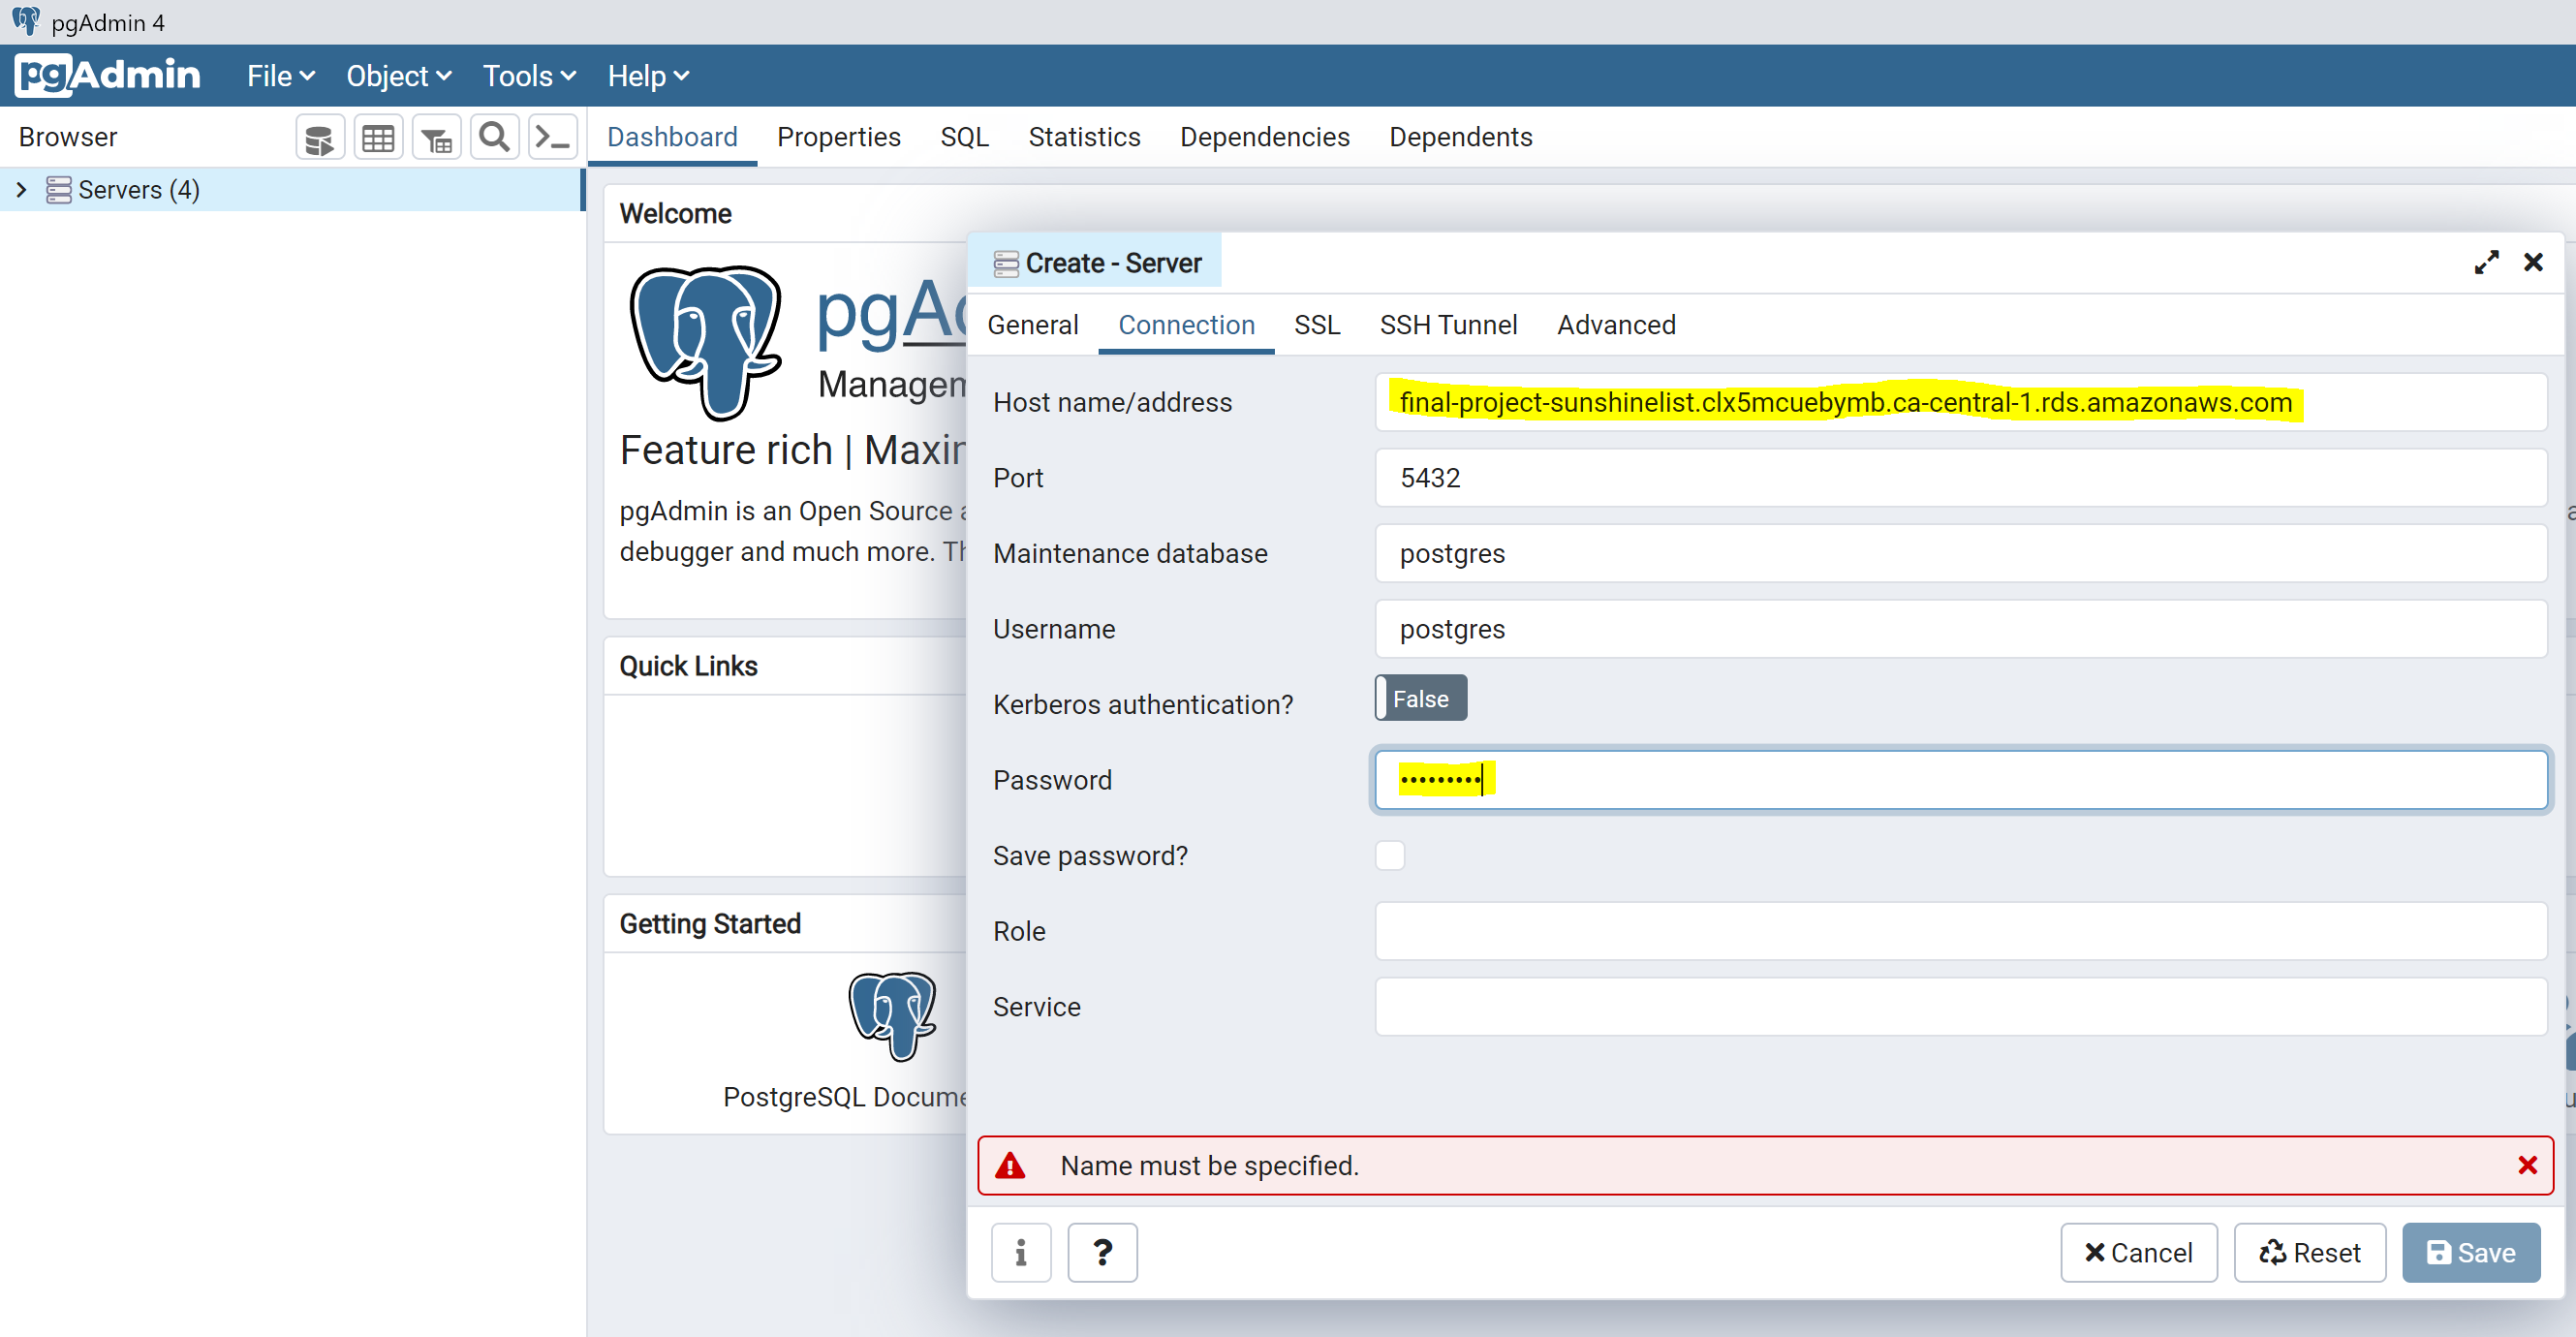 pgAdmin 4
pgAdmin File Object Tools Help
Browser
Dashboard Properties SQL Statistics Dependencies Dependents
Servers (4)
Welcome
pgAd
Managem
Feature rich | Maxim
pgAdmin is an Open Source a
debugger and much more. Th
Quick Links
Getting Started
PostgreSQL Docume
Create - Server
General Connection SSL SSH Tunnel Advanced
Host name/address final-project-sunshinelist.clx5mcuebymb.ca-central-1.rds.amazonaws.com
Port 5432
Maintenance database postgres
Username postgres
Kerberos authentication? False
Password •••••••••
Save password?
Role
Service
Name must be specified.
Cancel Reset Save